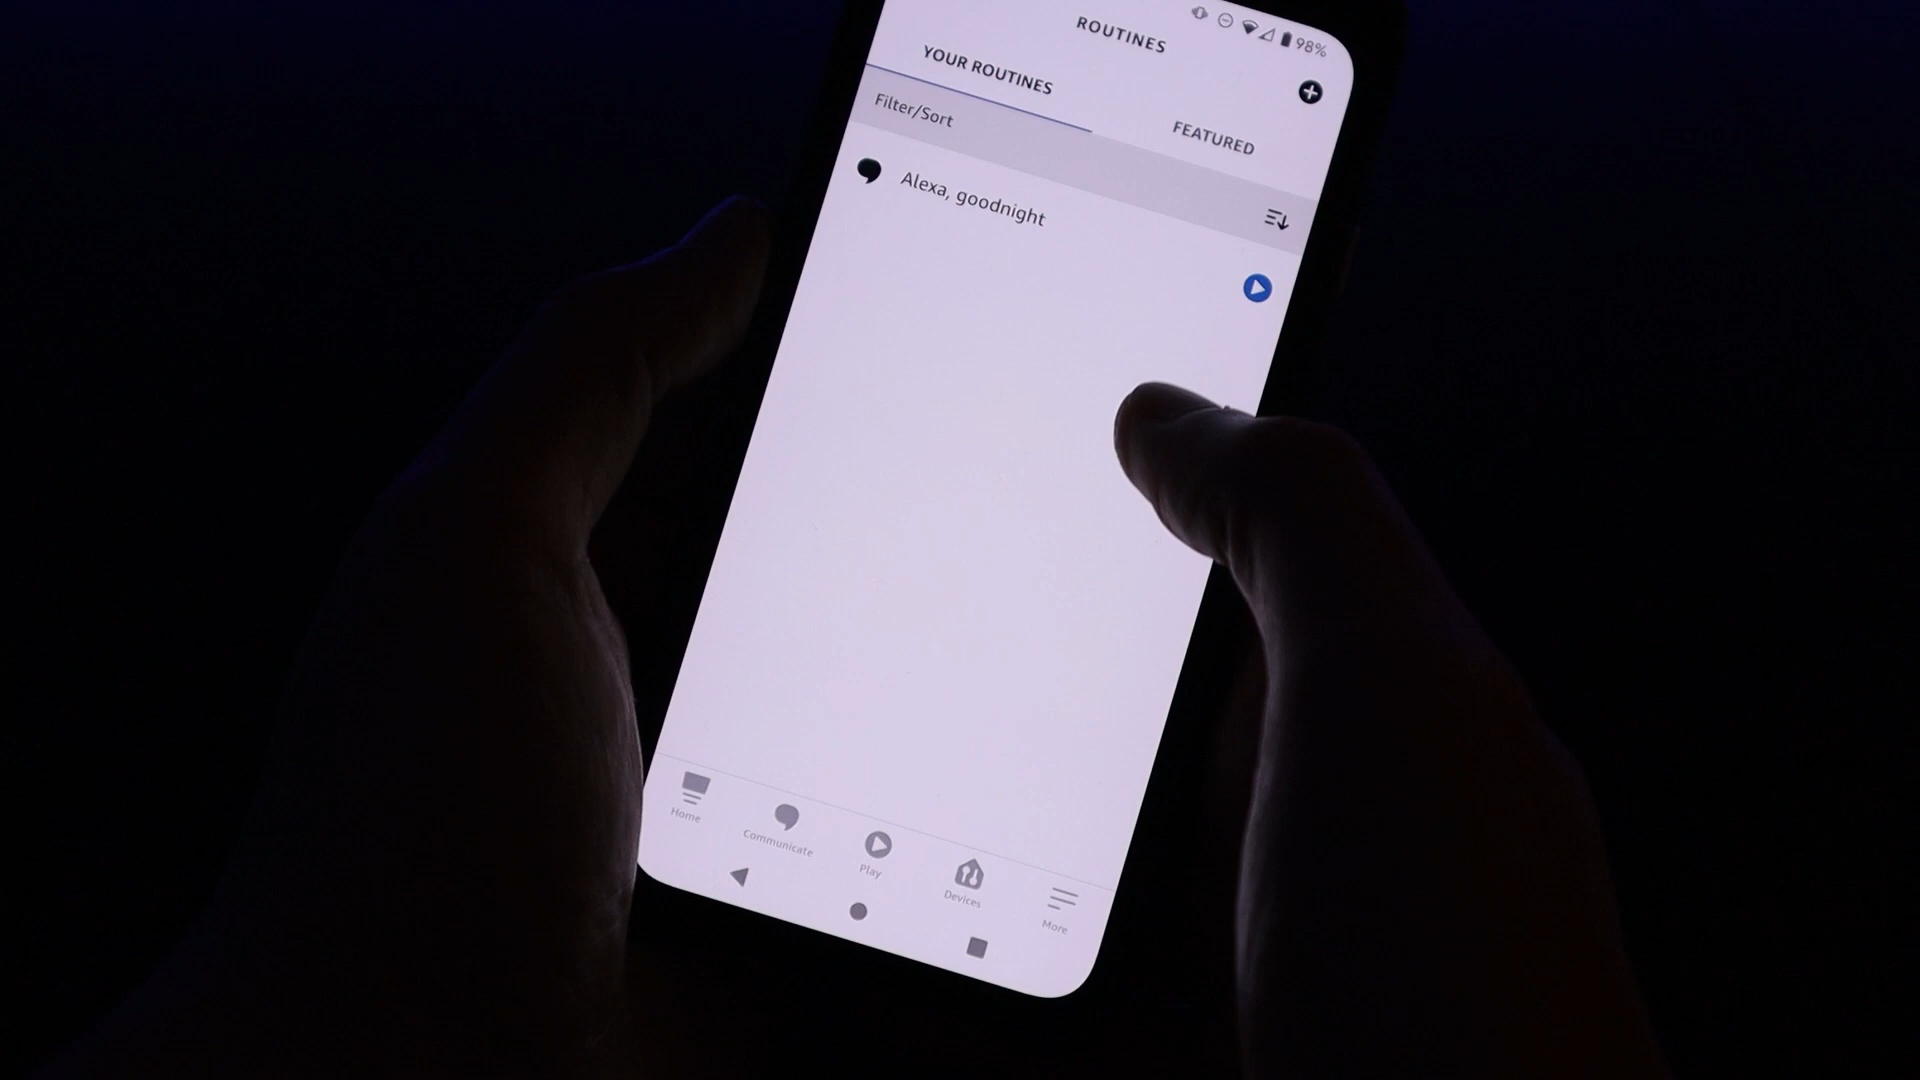 98%
ROUTINES
YOUR ROUTINES
FEATURED
Filter/Sort
Alexa, goodnight
Home
Communicate
Play
Devices
More